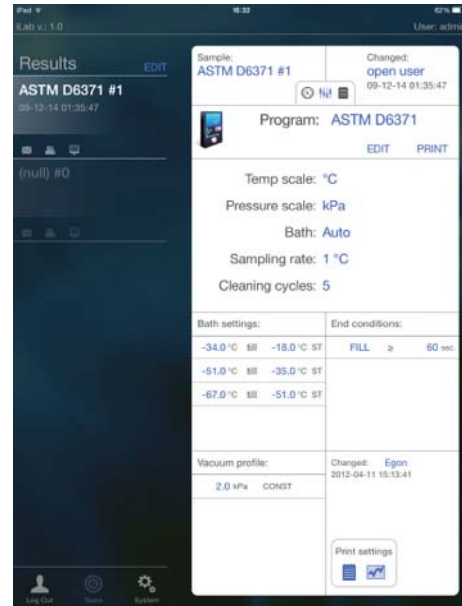 iPad 16:32 62%
iLab v.: 1.0 User: admi
Results EDIT
ASTM D6371 #1
09-12-14 01:35:47
(null) #0
Sample:
ASTM D6371 #1
Changed:
open user
09-12-14 01:35:47
Program: ASTM D6371
EDIT PRINT
Temp scale: °C
Pressure scale: kPa
Bath: Auto
Sampling rate: 1 °C
Cleaning cycles: 5
Bath settings:
-34.0 °C till -18.0 °C ST
-51.0 °C till -35.0 °C ST
-67.0 °C till -51.0 °C ST
End conditions:
FILL ≥ 60 sec.
Vacuum profile:
2.0 kPa CONST
Changed: Egon
2012-04-11 15:13:41
Print settings
Log Out Tasks System